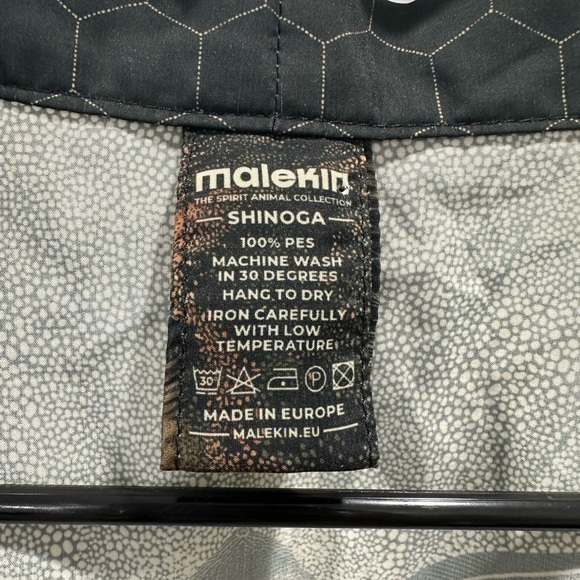 malekin
THE SPIRIT ANIMAL COLLECTION
SHINOGA
100% PES
MACHINE WASH
IN 30 DEGREES
HANG TO DRY
IRON CAREFULLY
WITH LOW
TEMPERATURE
30° P
MADE IN EUROPE
MALEKIN.EU